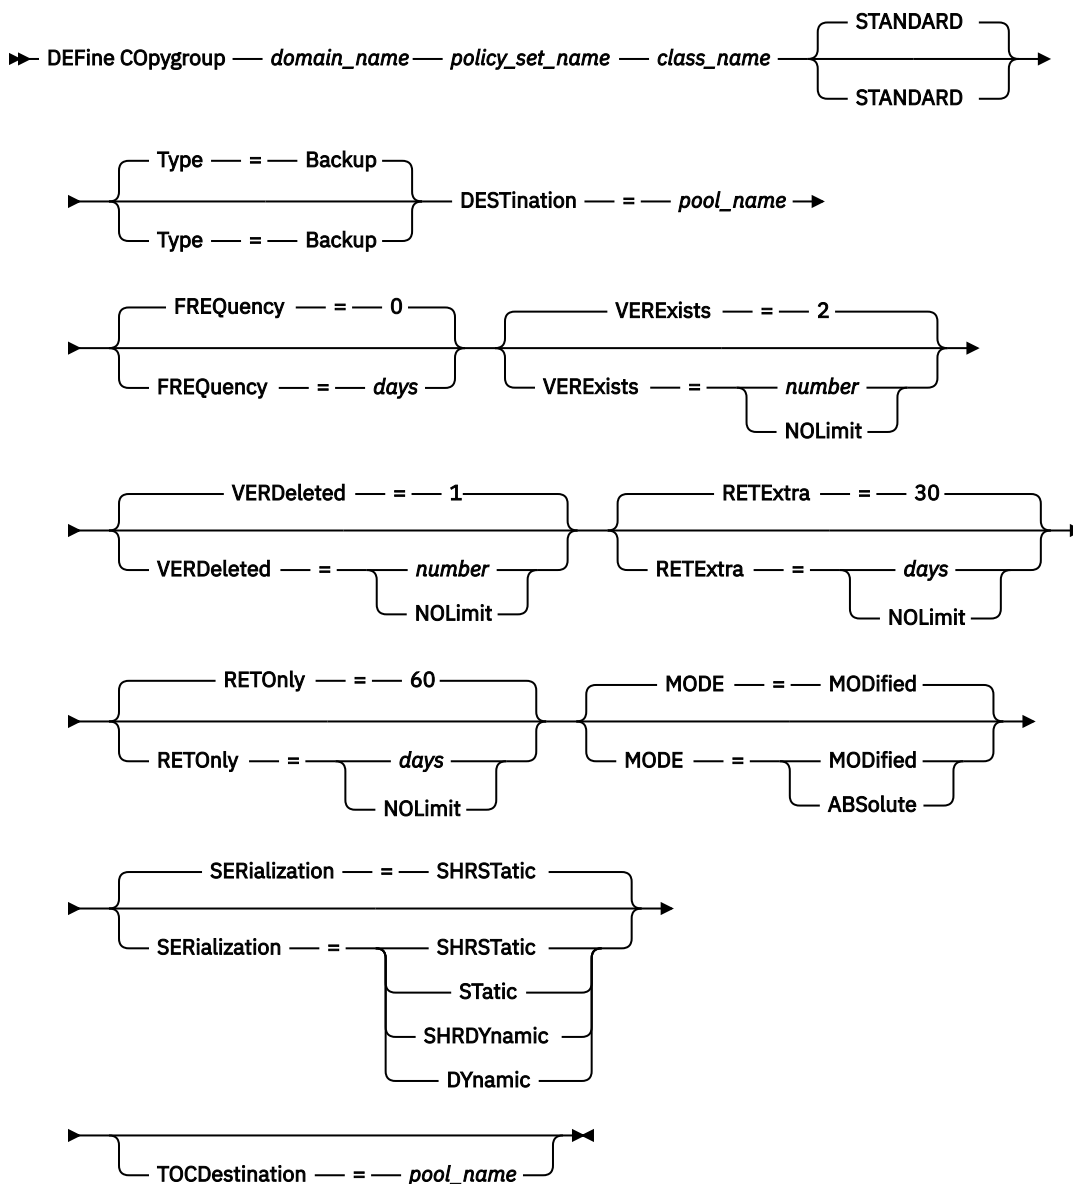 STANDARD
DEFine COpygroup domain_name policy_set_name class_name
STANDARD
Type = Backup
DESTination = pool_name
Type = Backup
FREQuency = 0 VERExists = 2
FREQuency = days VERExists = number
NOLimit
VERDeleted = 1 RETExtra = 30
VERDeleted = number RETExtra = days
NOLimit NOLimit
RETOnly = 60 MODE = MODified
RETOnly = days MODE = MODified
NOLimit ABSolute
SERialization = SHRSTatic
SERialization = SHRSTatic
STatic
SHRDYnamic
DYnamic
TOCDestination = pool_name